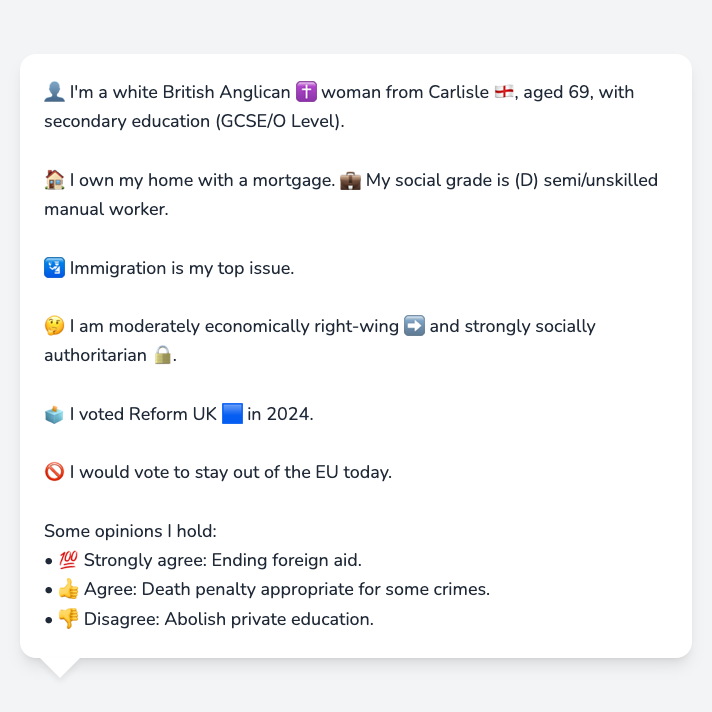 👤 I'm a white British Anglican ✝️ woman from Carlisle 🏴󠁧󠁢󠁥󠁮󠁧󠁿, aged 69, with
secondary education (GCSE/O Level).
🏠 I own my home with a mortgage. 💼 My social grade is (D) semi/unskilled
manual worker.
🛂 Immigration is my top issue.
🤔 I am moderately economically right-wing ➡️ and strongly socially
authoritarian 🔒.
🗳️ I voted Reform UK 🟦 in 2024.
🚫 I would vote to stay out of the EU today.
Some opinions I hold:
• 💯 Strongly agree: Ending foreign aid.
• 👍 Agree: Death penalty appropriate for some crimes.
• 👎 Disagree: Abolish private education.